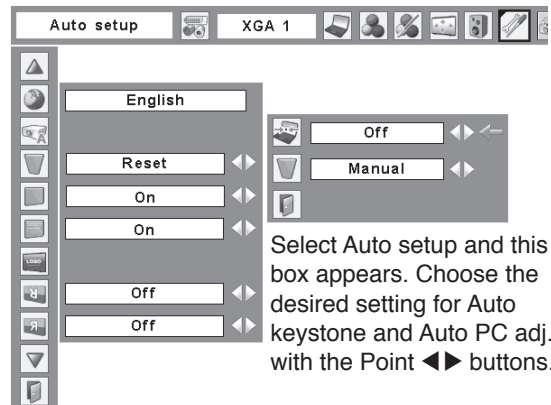 Auto setup
XGA 1
English
Reset
On
On
Off
Off
Off
Manual
Select Auto setup and this
box appears. Choose the
desired setting for Auto
keystone and Auto PC adj.
with the Point ◀▶ buttons.